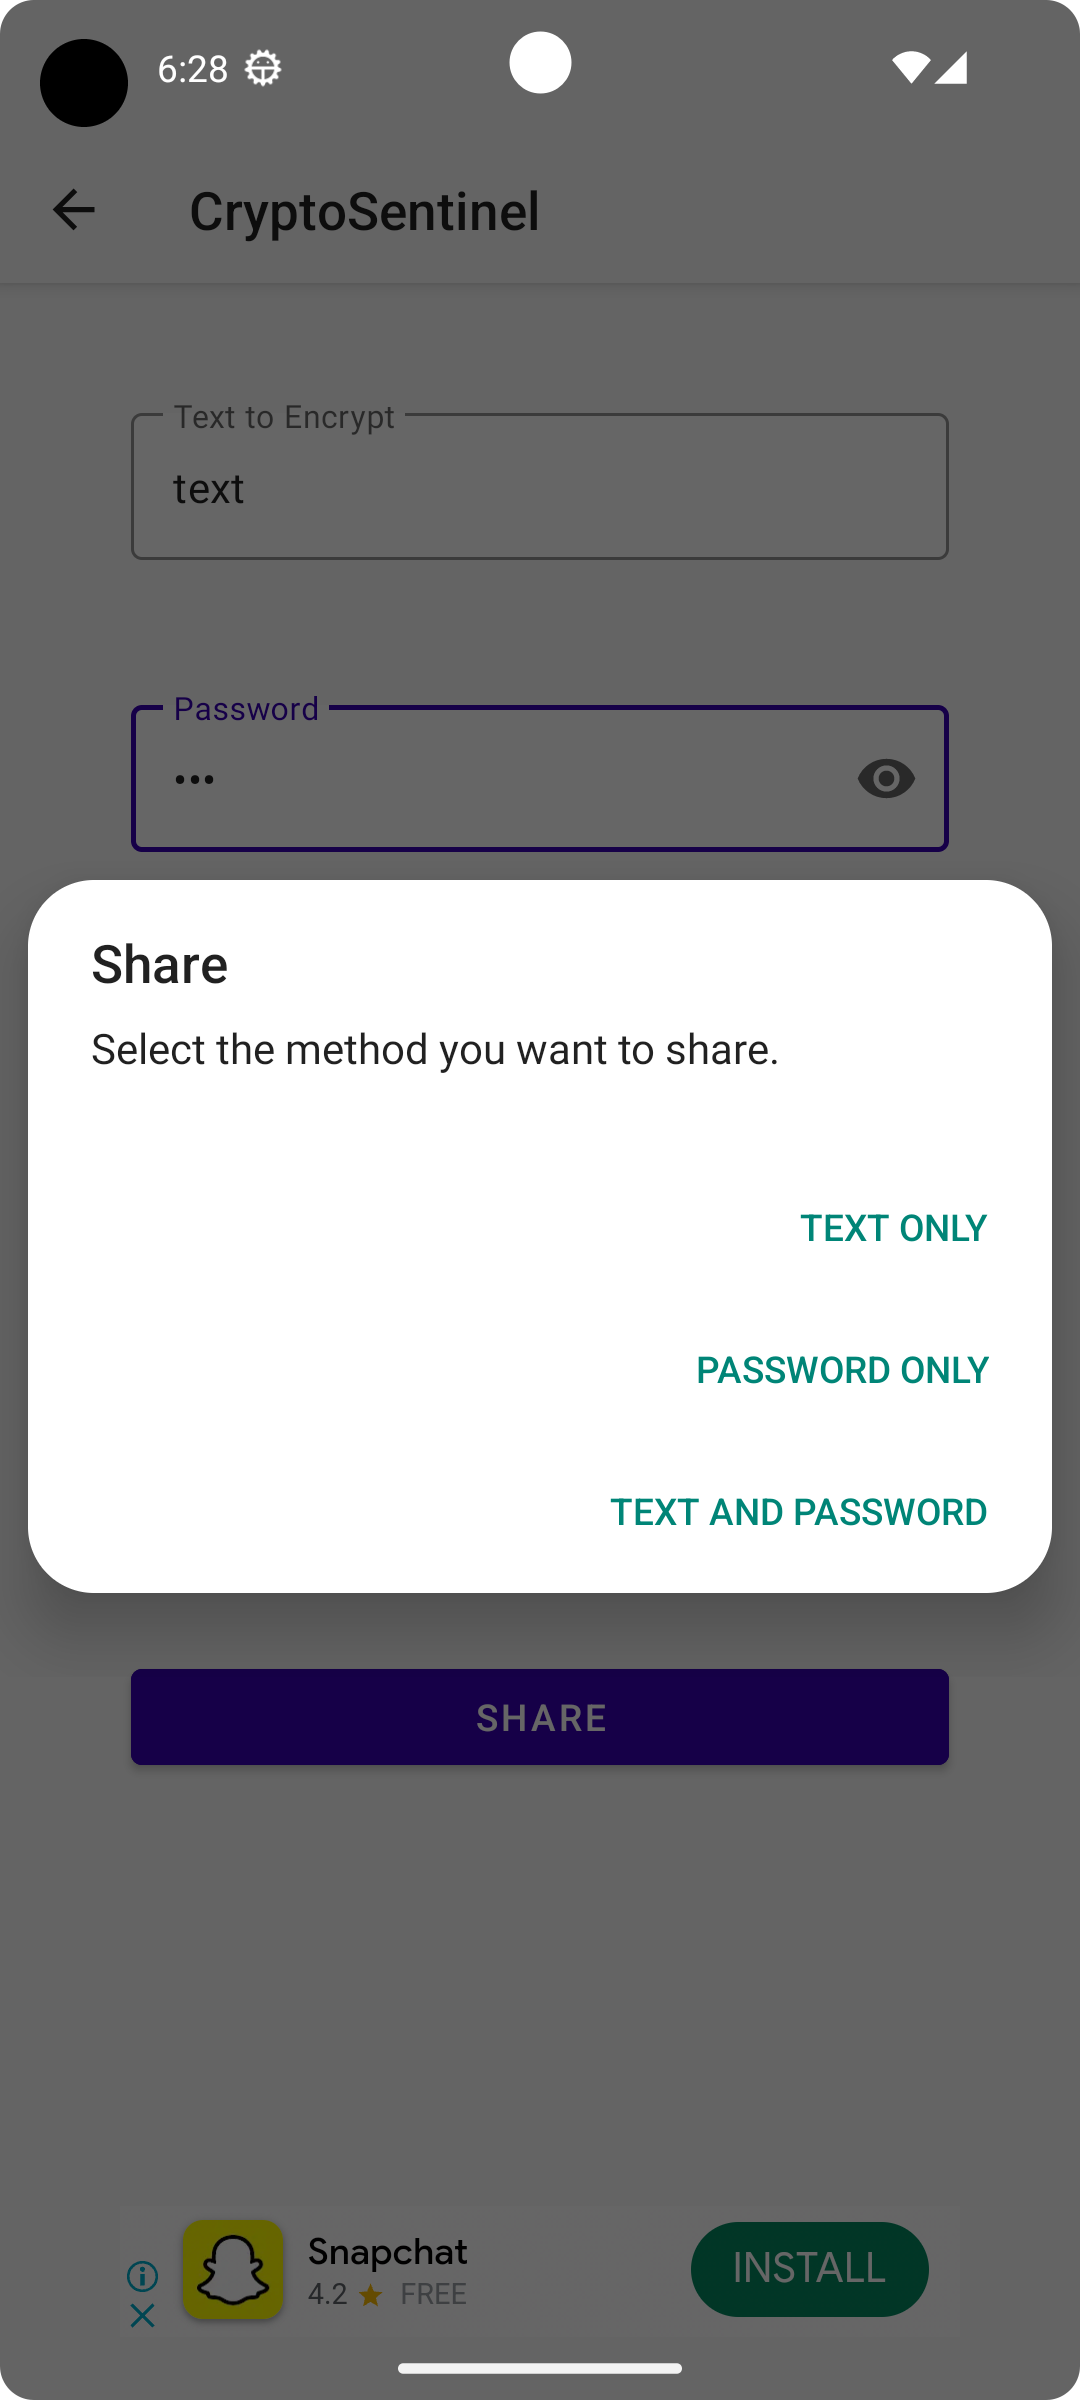 6:28
CryptoSentinel
Text to Encrypt
text
Password
•••
Share
Select the method you want to share.
TEXT ONLY
PASSWORD ONLY
TEXT AND PASSWORD
SHARE
Snapchat
4.2 ★ FREE
INSTALL